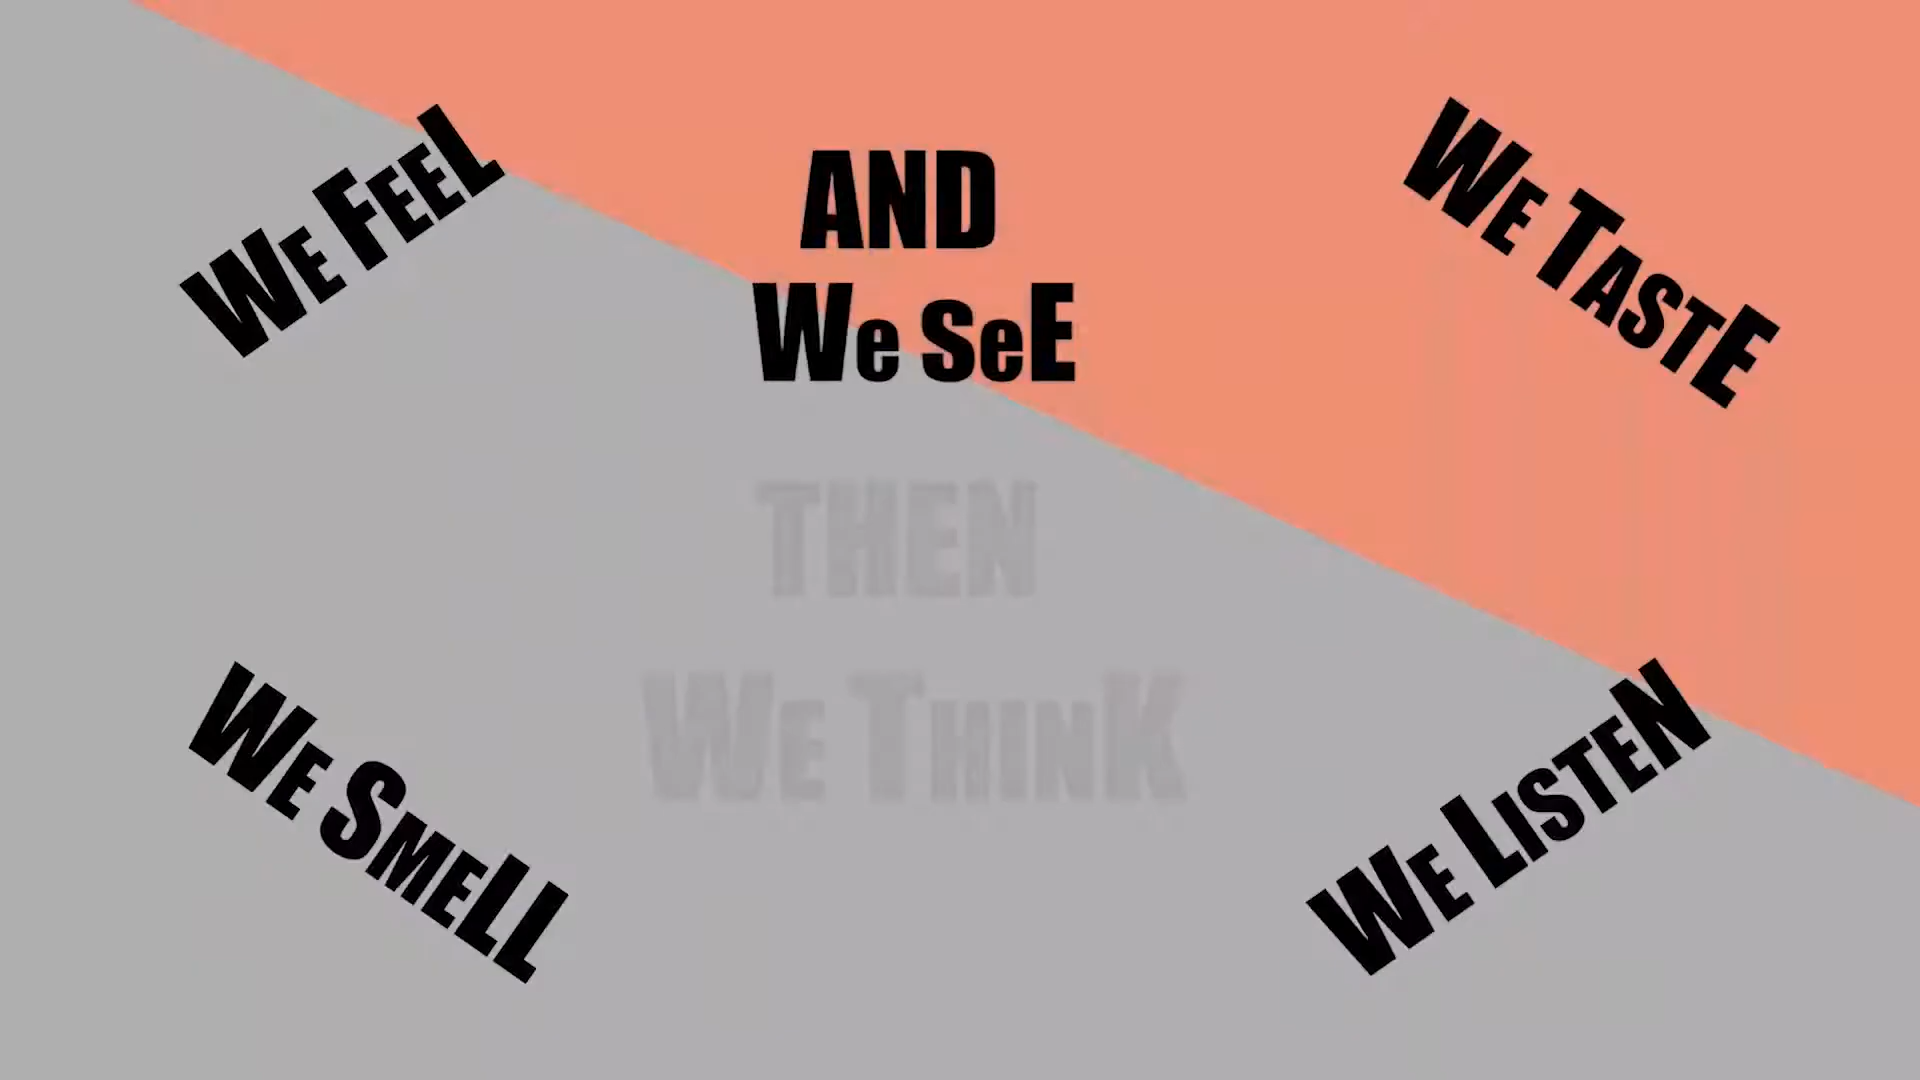 WE FEEL
AND
We SeE
WE TASTE
THEN
WE THINK
WE SMELL
WE LISTEN